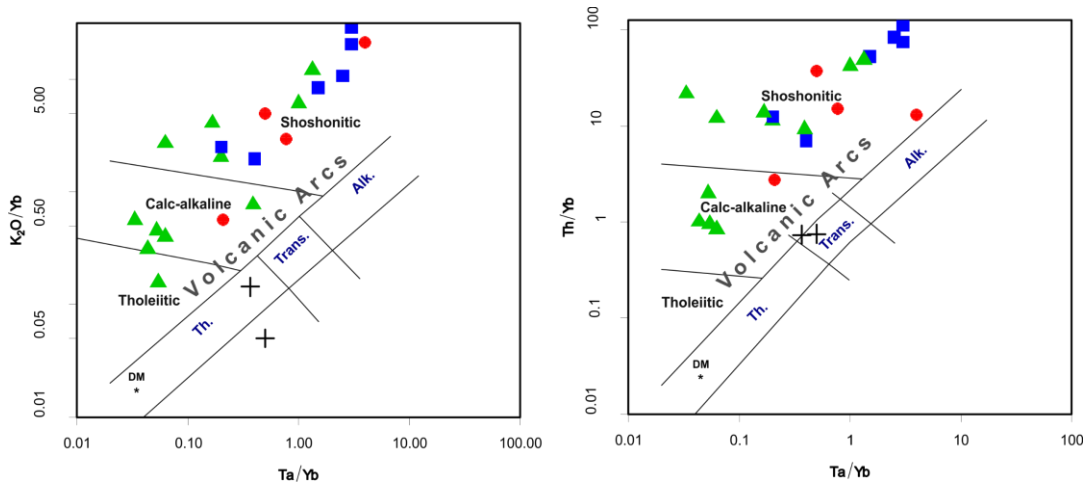 5.00
0.50
0.05
0.01
K₂O/Yb
Shoshonitic
Calc-alkaline
Tholeiitic
Volcanic Arcs
Alk.
Trans.
Th.
DM
*
0.01
0.10
1.00
10.00
100.00
Ta/Yb
100
10
1
0.1
0.01
Th/Yb
Shoshonitic
Calc-alkaline
Tholeiitic
Volcanic Arcs
Alk.
Trans.
Th.
DM
*
0.01
0.1
1
10
100
Ta/Yb